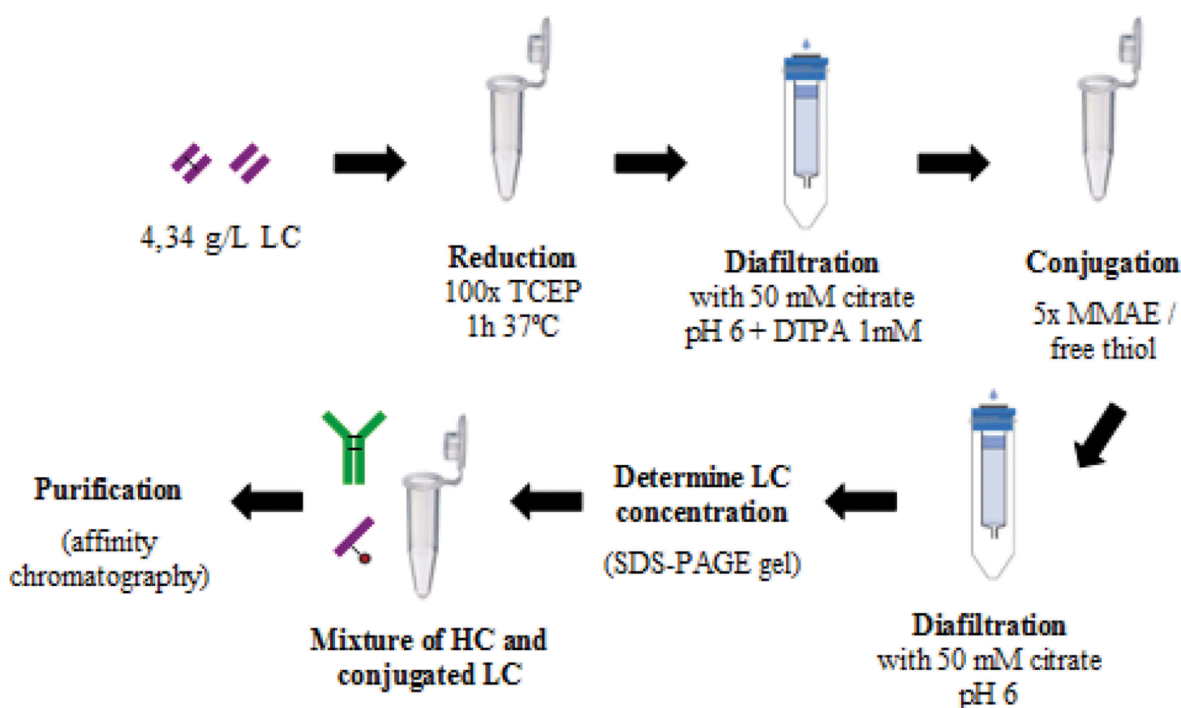 4,34 g/L LC
Reduction
100x TCEP
1h 37ºC
Diafiltration
with 50 mM citrate
pH 6 + DTPA 1mM
Conjugation
5x MMAE /
free thiol
Diafiltration
with 50 mM citrate
pH 6
Determine LC
concentration
(SDS-PAGE gel)
Mixture of HC and
conjugated LC
Purification
(affinity
chromatography)